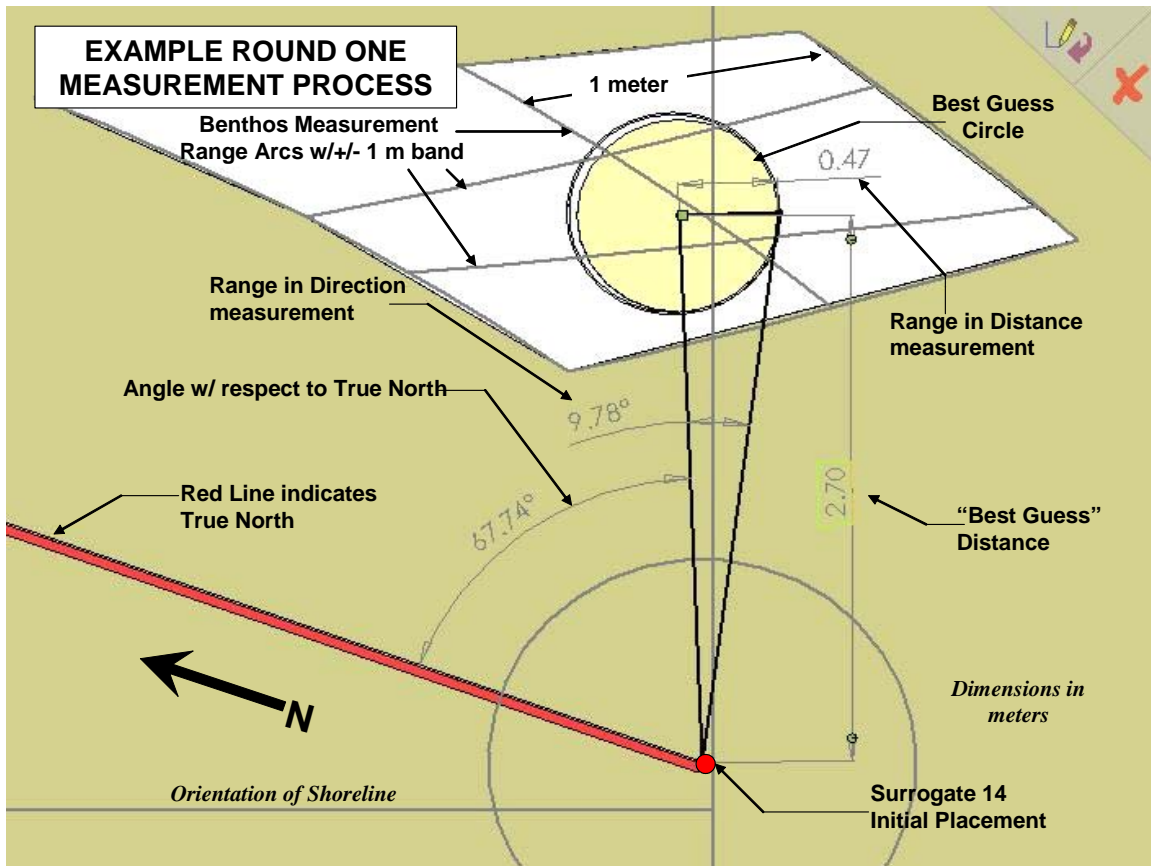 EXAMPLE ROUND ONE
MEASUREMENT PROCESS
1 meter
Best Guess
Circle
Benthos Measurement
Range Arcs w/+/- 1 m band
0.47
Range in Direction
measurement
Range in Distance
measurement
Angle w/ respect to True North
9.78°
67.74°
2.70
Red Line indicates
True North
“Best Guess”
Distance
N
Dimensions in
meters
Orientation of Shoreline
Surrogate 14
Initial Placement